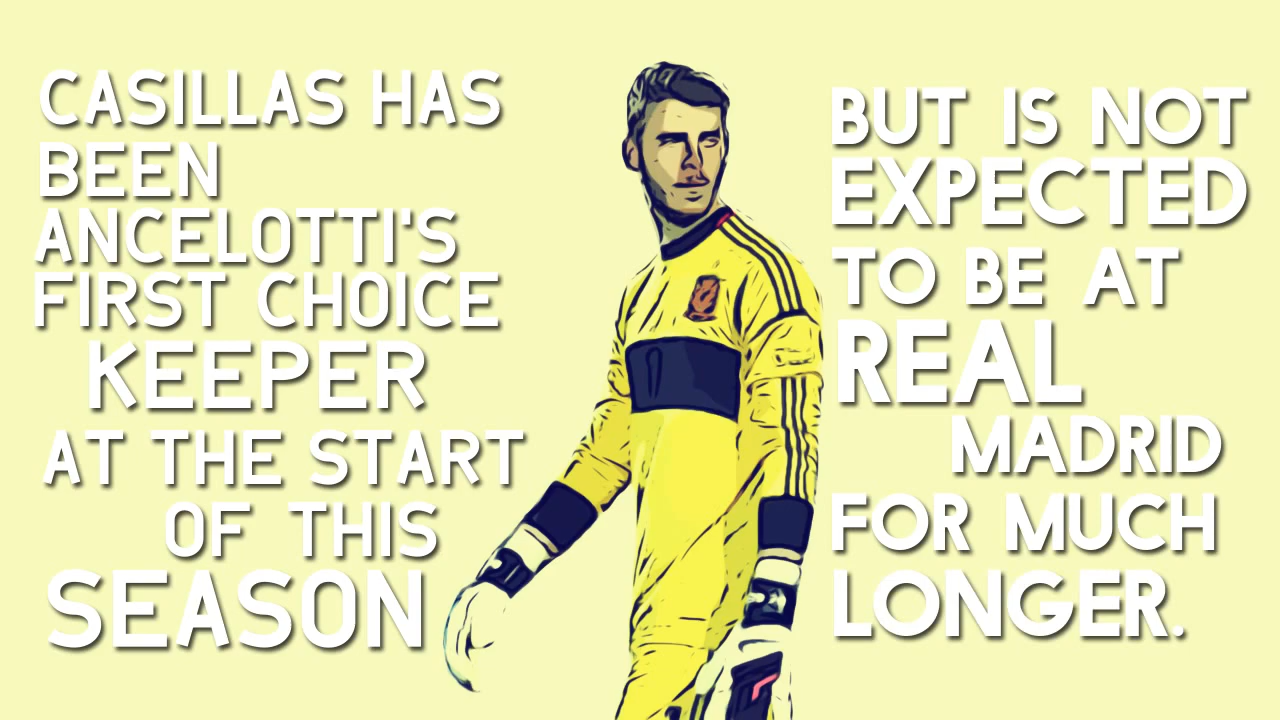 CASILLAS HAS
BEEN
ANCELOTTI'S
FIRST CHOICE
KEEPER
AT THE START
OF THIS
SEASON
BUT IS NOT
EXPECTED
TO BE AT
REAL
MADRID
FOR MUCH
LONGER.